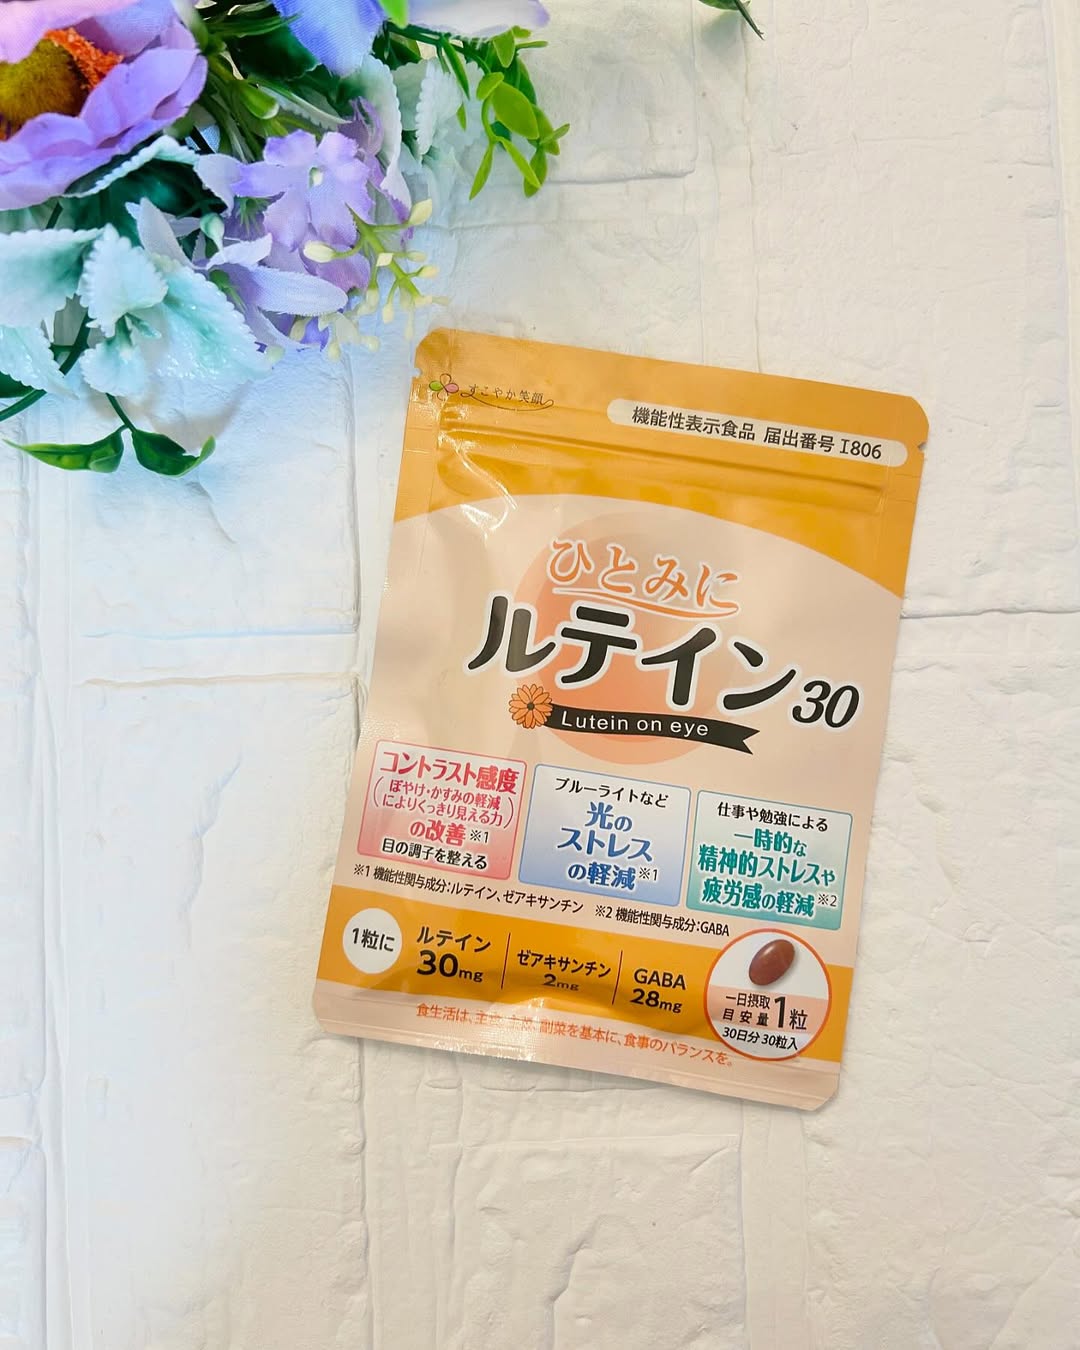 すこやか笑顔
機能性表示食品 届出番号 I806
ひとみに
ルテイン30
Lutein on eye
コントラスト感度
(ぼやけ・かすみの軽減
によりくっきり見える力)
の改善※1
目の調子を整える
ブルーライトなど
光の
ストレス
の軽減※1
仕事や勉強による
一時的な
精神的ストレスや
疲労感の軽減※2
※1 機能性関与成分:ルテイン、ゼアキサンチン ※2 機能性関与成分:GABA
1粒に
ルテイン
30mg
ゼアキサンチン
2mg
GABA
28mg
一日摂取
目安量
1粒
30日分 30粒入
食生活は、主食、主菜、副菜を基本に、食事のバランスを。